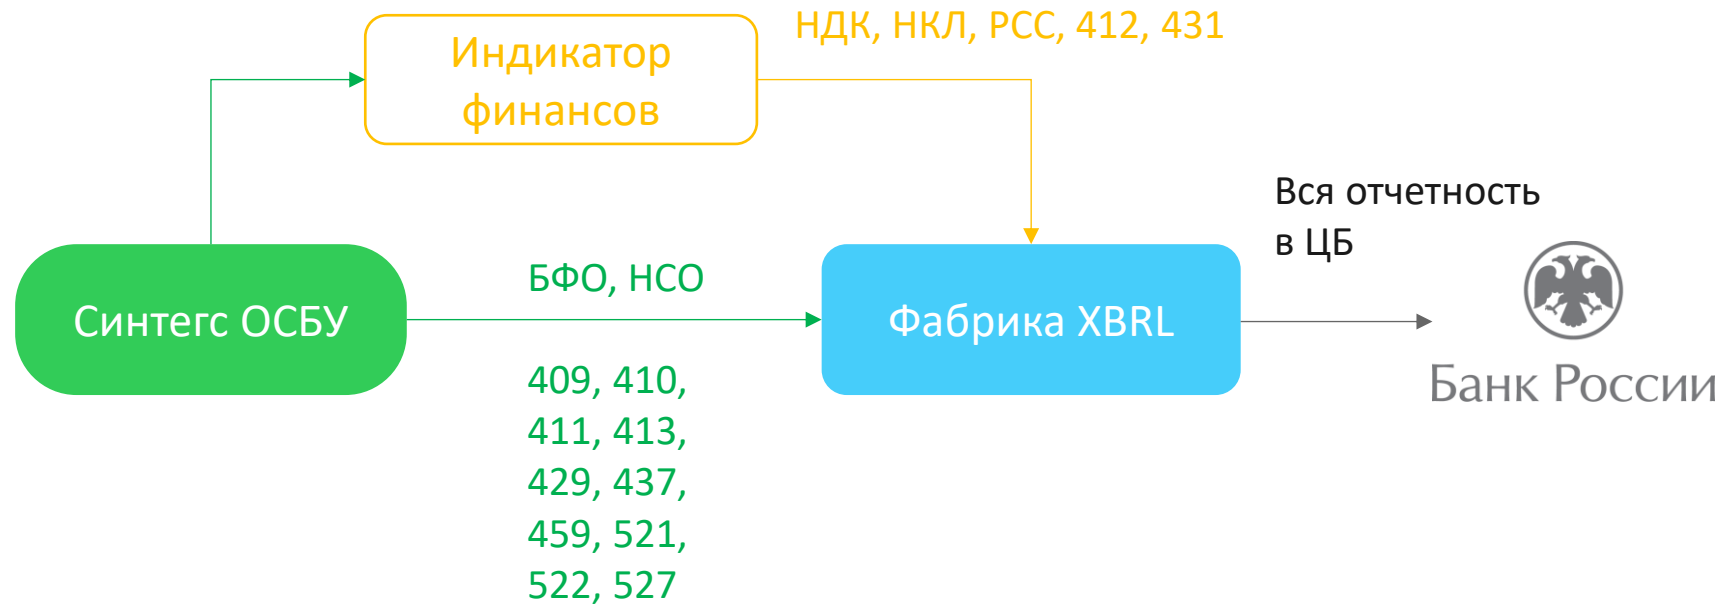 НДК, НКЛ, РСС, 412, 431
Индикатор
финансов
Вся отчетность
в ЦБ
БФО, НСО
Синтегс ОСБУ
Фабрика XBRL
Банк России
409, 410,
411, 413,
429, 437,
459, 521,
522, 527